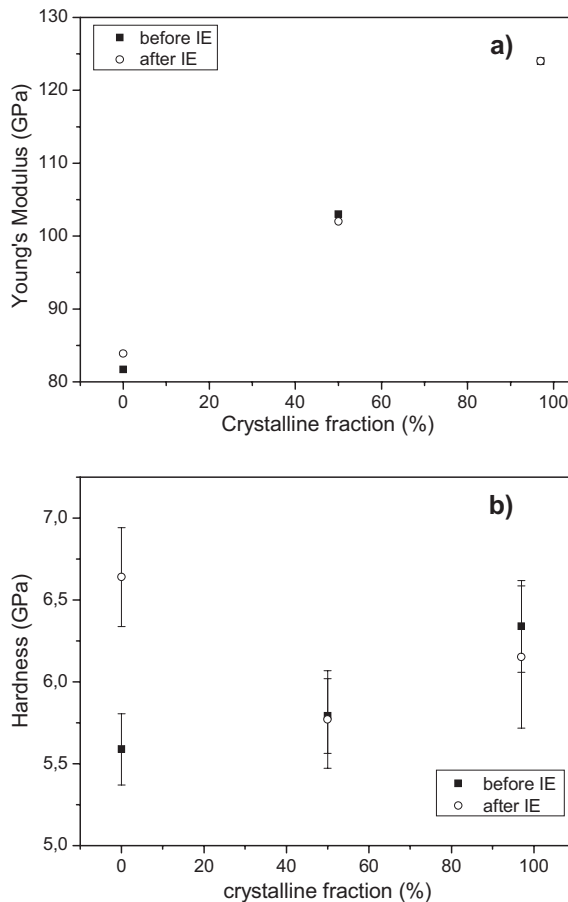 130
a)
before IE
after IE
120
110
100
90
80
Young's Modulus (GPa)
0 20 40 60 80 100
Crystalline fraction (%)
b)
7,0
6,5
6,0
5,5
5,0
Hardness (GPa)
before IE
after IE
0 20 40 60 80 100
crystalline fraction (%)